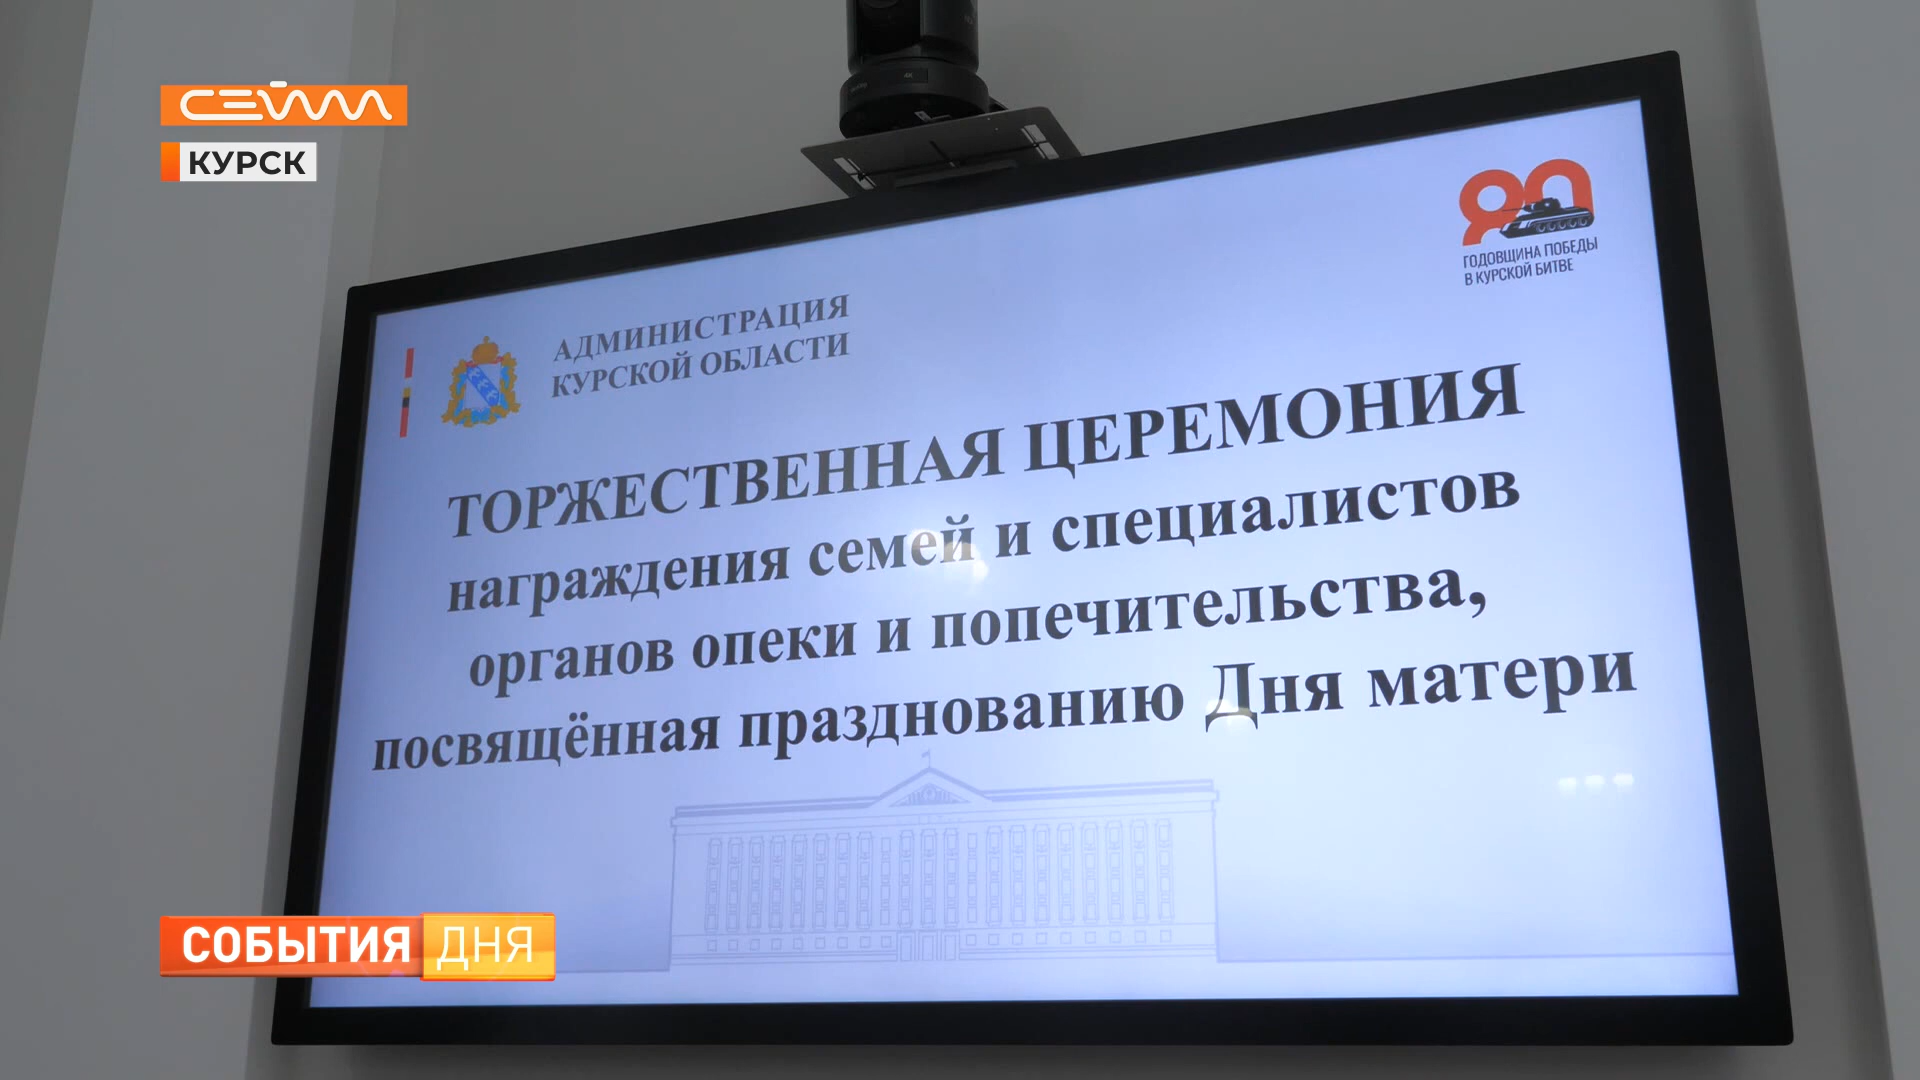 СЕЙМ
КУРСК
80
ГОДОВЩИНА ПОБЕДЫ
В КУРСКОЙ БИТВЕ
АДМИНИСТРАЦИЯ
КУРСКОЙ ОБЛАСТИ
ТОРЖЕСТВЕННАЯ ЦЕРЕМОНИЯ
награждения семей и специалистов
органов опеки и попечительства,
посвящённая празднованию Дня матери
СОБЫТИЯ ДНЯ